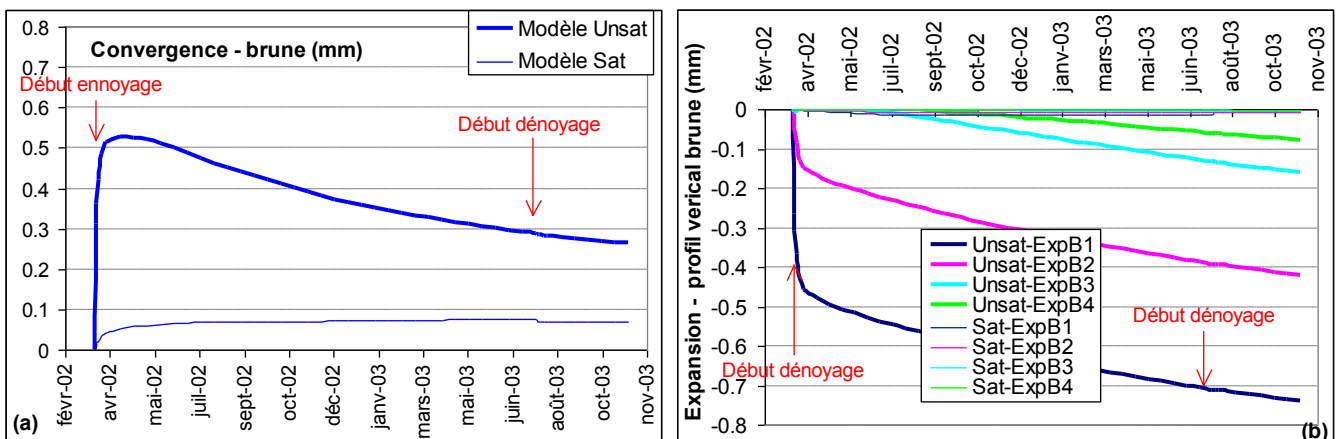 Convergence - brune (mm)
Modèle Unsat
Modèle Sat
Début ennoyage
Début dénoyage
0.8
0.7
0.6
0.5
0.4
0.3
0.2
0.1
0
févr-02
avr-02
mai-02
juil-02
sept-02
oct-02
déc-02
janv-03
mars-03
mai-03
juin-03
août-03
oct-03
nov-03
(a)
Expansion - profil verical brune (mm)
févr-02
avr-02
mai-02
juil-02
sept-02
oct-02
déc-02
janv-03
mars-03
mai-03
juin-03
août-03
oct-03
nov-03
0
-0.1
-0.2
-0.3
-0.4
-0.5
-0.6
-0.7
-0.8
Unsat-ExpB1
Unsat-ExpB2
Unsat-ExpB3
Unsat-ExpB4
Sat-ExpB1
Sat-ExpB2
Sat-ExpB3
Sat-ExpB4
Début dénoyage
Début dénoyage
(b)